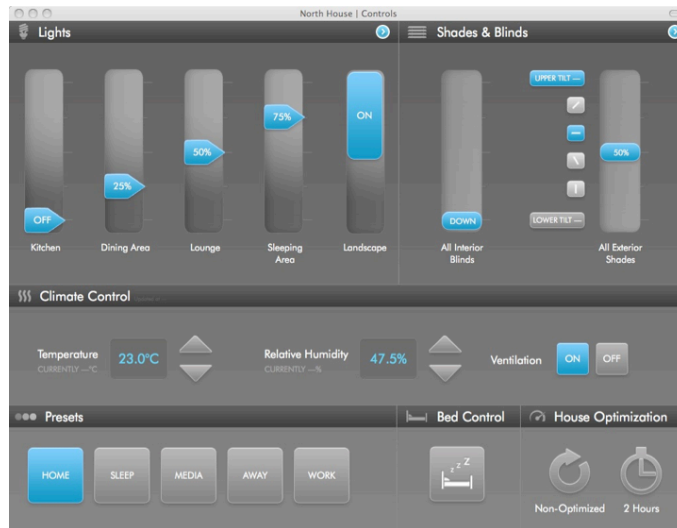 North House | Controls
Lights
Shades & Blinds
OFF
25%
50%
75%
ON
Kitchen
Dining Area
Lounge
Sleeping
Area
Landscape
UPPER TILT —
DOWN
50%
LOWER TILT —
All Interior
Blinds
All Exterior
Shades
Climate Control
Temperature
CURRENTLY —°C
23.0°C
Relative Humidity
CURRENTLY —%
47.5%
Ventilation
ON
OFF
Presets
HOME
SLEEP
MEDIA
AWAY
WORK
Bed Control
z z z Z
House Optimization
Non-Optimized
2 Hours